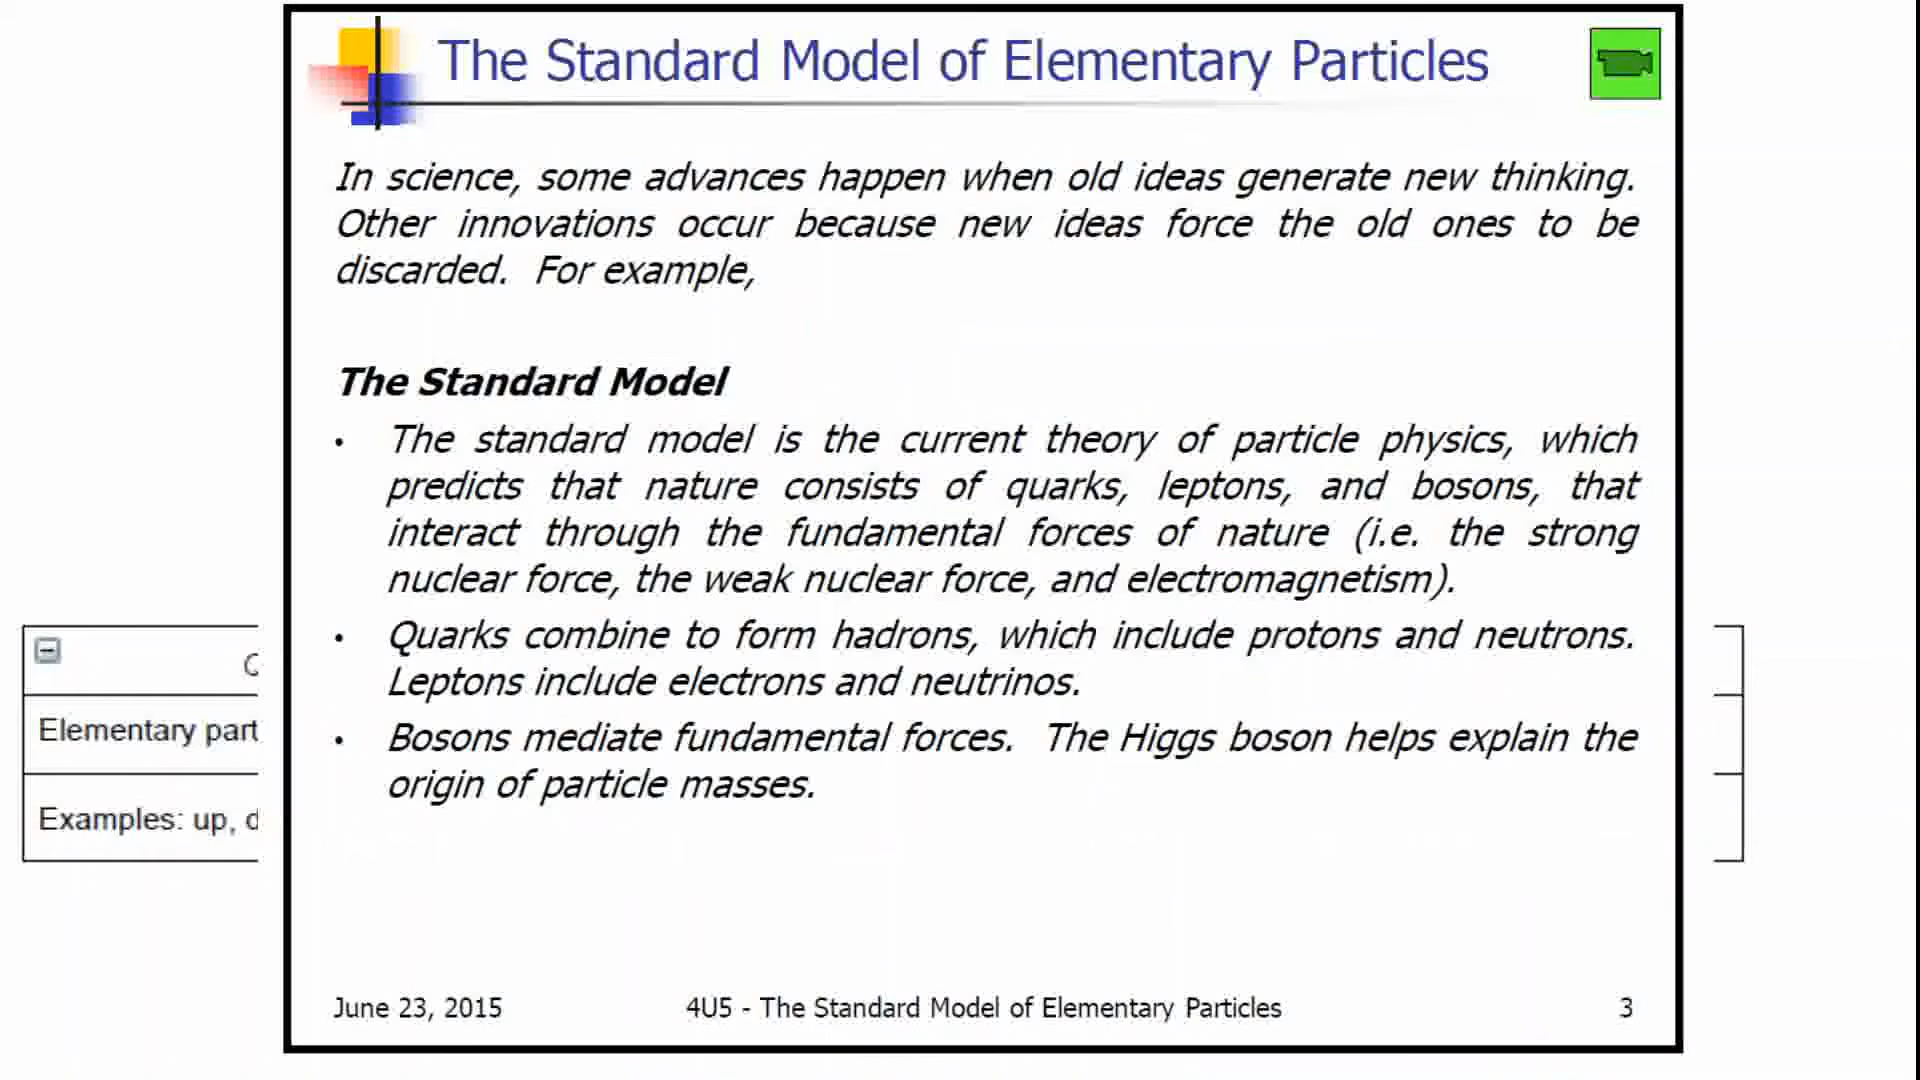 The Standard Model of Elementary Particles
In science, some advances happen when old ideas generate new thinking.
Other innovations occur because new ideas force the old ones to be
discarded. For example,
The Standard Model
• The standard model is the current theory of particle physics, which
predicts that nature consists of quarks, leptons, and bosons, that
interact through the fundamental forces of nature (i.e. the strong
nuclear force, the weak nuclear force, and electromagnetism).
• Quarks combine to form hadrons, which include protons and neutrons.
Leptons include electrons and neutrinos.
• Bosons mediate fundamental forces. The Higgs boson helps explain the
origin of particle masses.
Elementary part
Examples: up, d
June 23, 2015
4U5 - The Standard Model of Elementary Particles
3